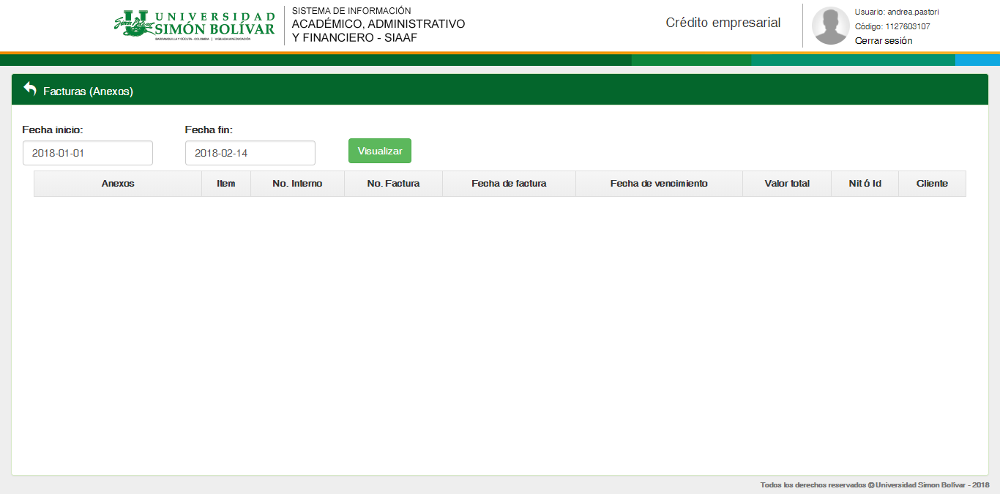 UNIVERSIDAD
SIMÓN BOLÍVAR
BARRANQUILLA Y CÚCUTA - COLOMBIA | VIGILADA MINEDUCACIÓN
SISTEMA DE INFORMACIÓN
ACADÉMICO, ADMINISTRATIVO
Y FINANCIERO - SIAAF
Crédito empresarial
Usuario: andrea.pastori
Código: 1127603107
Cerrar sesión
Facturas (Anexos)
Fecha inicio: Fecha fin:
2018-01-01 2018-02-14 Visualizar
Anexos Item No. Interno No. Factura Fecha de factura Fecha de vencimiento Valor total Nit ó Id Cliente
Todos los derechos reservados @ Universidad Simon Bolívar - 2018